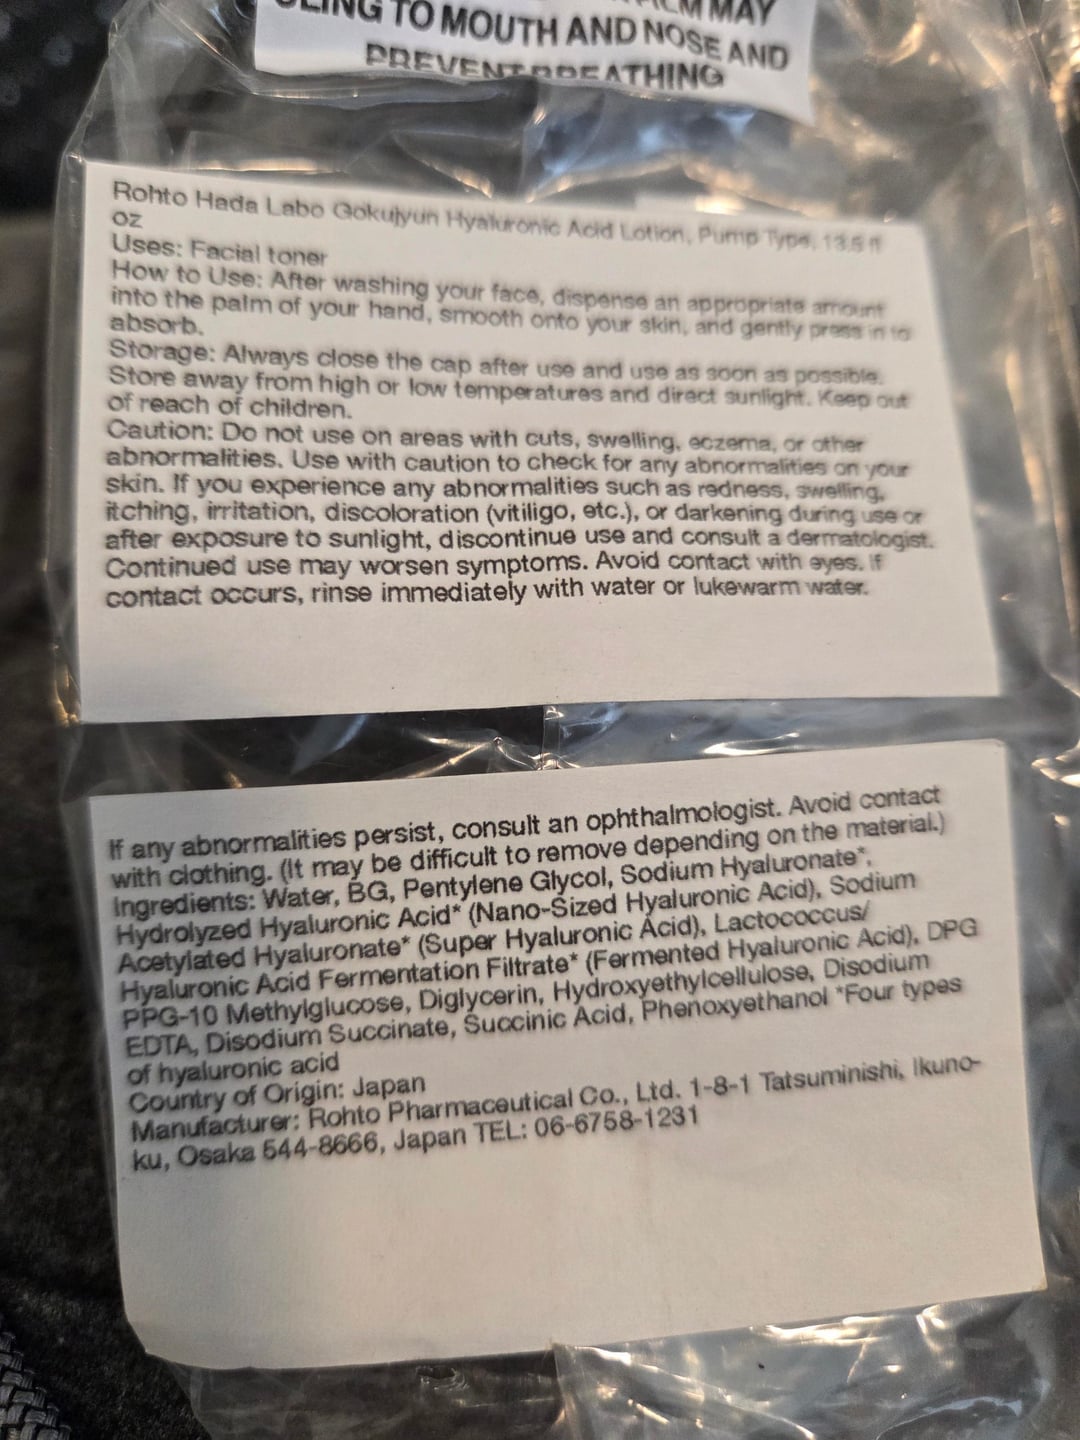 TO MOUTH AND NOSE AND
PREVENT BREATHING
Rohto Hada Labo Gokujyun Hyaluronic Acid Lotion, Pump Type, 13.5 fl
oz
Uses: Facial toner
How to Use: After washing your face, dispense an appropriate amount
into the palm of your hand, smooth onto your skin, and gently press in to
absorb.
Storage: Always close the cap after use and use as soon as possible.
Store away from high or low temperatures and direct sunlight. Keep out
of reach of children.
Caution: Do not use on areas with cuts, swelling, eczema, or other
abnormalities. Use with caution to check for any abnormalities on your
skin. If you experience any abnormalities such as redness, swelling,
itching, irritation, discoloration (vitiligo, etc.), or darkening during use or
after exposure to sunlight, discontinue use and consult a dermatologist.
Continued use may worsen symptoms. Avoid contact with eyes. If
contact occurs, rinse immediately with water or lukewarm water.
If any abnormalities persist, consult an ophthalmologist. Avoid contact
with clothing. (It may be difficult to remove depending on the material.)
Ingredients: Water, BG, Pentylene Glycol, Sodium Hyaluronate*,
Hydrolyzed Hyaluronic Acid* (Nano-Sized Hyaluronic Acid), Sodium
Acetylated Hyaluronate* (Super Hyaluronic Acid), Lactococcus/
Hyaluronic Acid Fermentation Filtrate* (Fermented Hyaluronic Acid), DPG
PPG-10 Methylglucose, Diglycerin, Hydroxyethylcellulose, Disodium
EDTA, Disodium Succinate, Succinic Acid, Phenoxyethanol *Four types
of hyaluronic acid
Country of Origin: Japan
Manufacturer: Rohto Pharmaceutical Co., Ltd. 1-8-1 Tatsuminishi, Ikuno-
ku, Osaka 544-8666, Japan TEL: 06-6758-1231